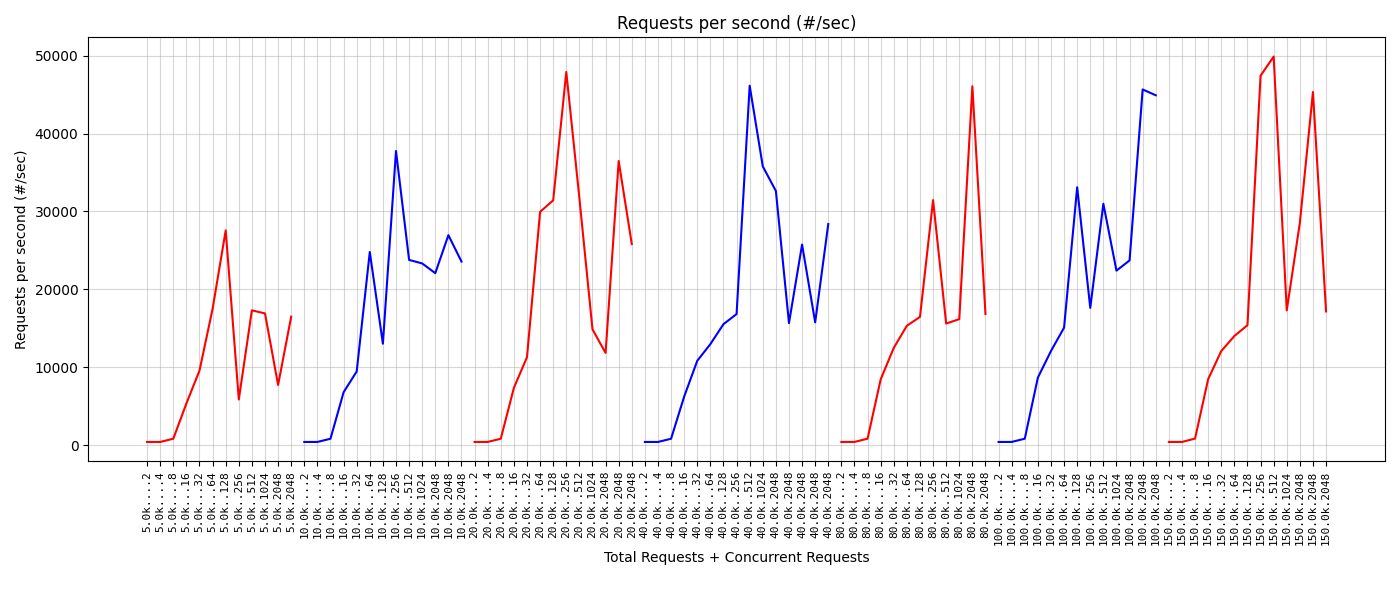 Requests per second (#/sec)
Requests per second (#/sec)
50000
40000
30000
20000
10000
0
5.0k....2
5.0k....4
5.0k....8
5.0k...16
5.0k...32
5.0k...64
5.0k..128
5.0k..256
5.0k..512
5.0k.1024
5.0k.2048
5.0k.2048
10.0k....2
10.0k....4
10.0k....8
10.0k...16
10.0k...32
10.0k...64
10.0k..128
10.0k..256
10.0k..512
10.0k.1024
10.0k.2048
10.0k.2048
10.0k.2048
20.0k....2
20.0k....4
20.0k....8
20.0k...16
20.0k...32
20.0k...64
20.0k..128
20.0k..256
20.0k..512
20.0k.1024
20.0k.2048
20.0k.2048
20.0k.2048
40.0k....2
40.0k....4
40.0k....8
40.0k...16
40.0k...32
40.0k...64
40.0k..128
40.0k..256
40.0k..512
40.0k.1024
40.0k.2048
40.0k.2048
40.0k.2048
40.0k.2048
40.0k.2048
80.0k....2
80.0k....4
80.0k....8
80.0k...16
80.0k...32
80.0k...64
80.0k..128
80.0k..256
80.0k..512
80.0k.1024
80.0k.2048
80.0k.2048
100.0k....2
100.0k....4
100.0k....8
100.0k...16
100.0k...32
100.0k...64
100.0k..128
100.0k..256
100.0k..512
100.0k.1024
100.0k.2048
100.0k.2048
100.0k.2048
150.0k....2
150.0k....4
150.0k....8
150.0k...16
150.0k...32
150.0k...64
150.0k..128
150.0k..256
150.0k..512
150.0k.1024
150.0k.2048
150.0k.2048
150.0k.2048
Total Requests + Concurrent Requests